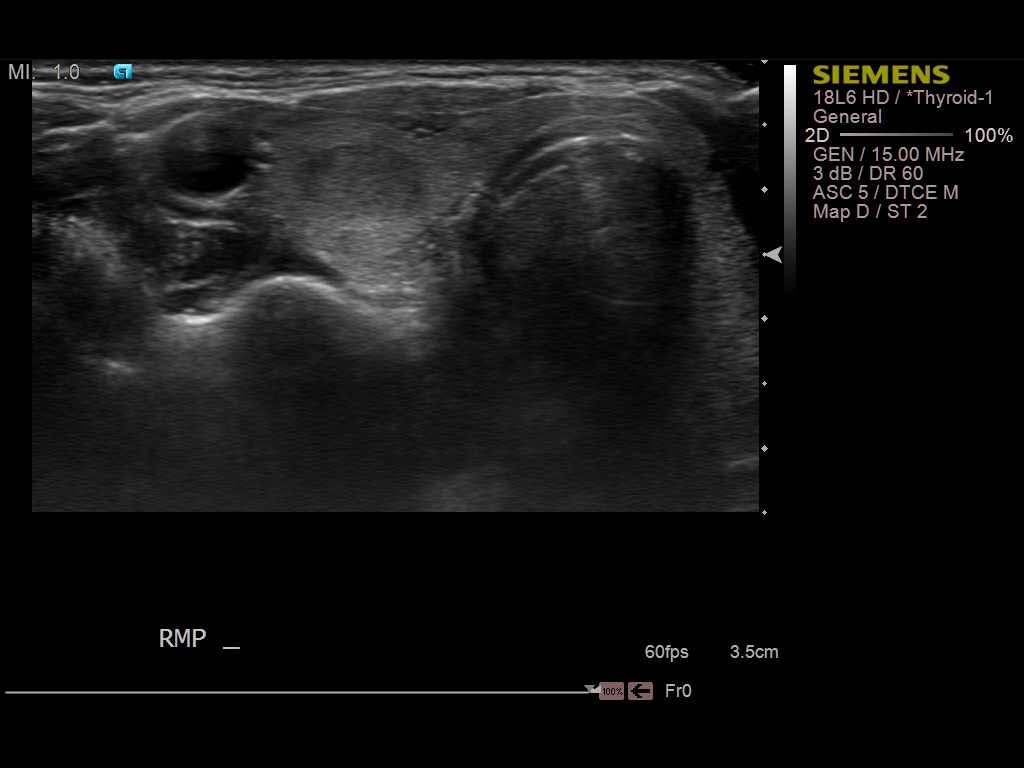 MI: 1.0
SIEMENS
18L6 HD / *Thyroid-1
General
2D 100%
GEN / 15.00 MHz
3 dB / DR 60
ASC 5 / DTCE M
Map D / ST 2
RMP _
60fps 3.5cm
100% Fr0